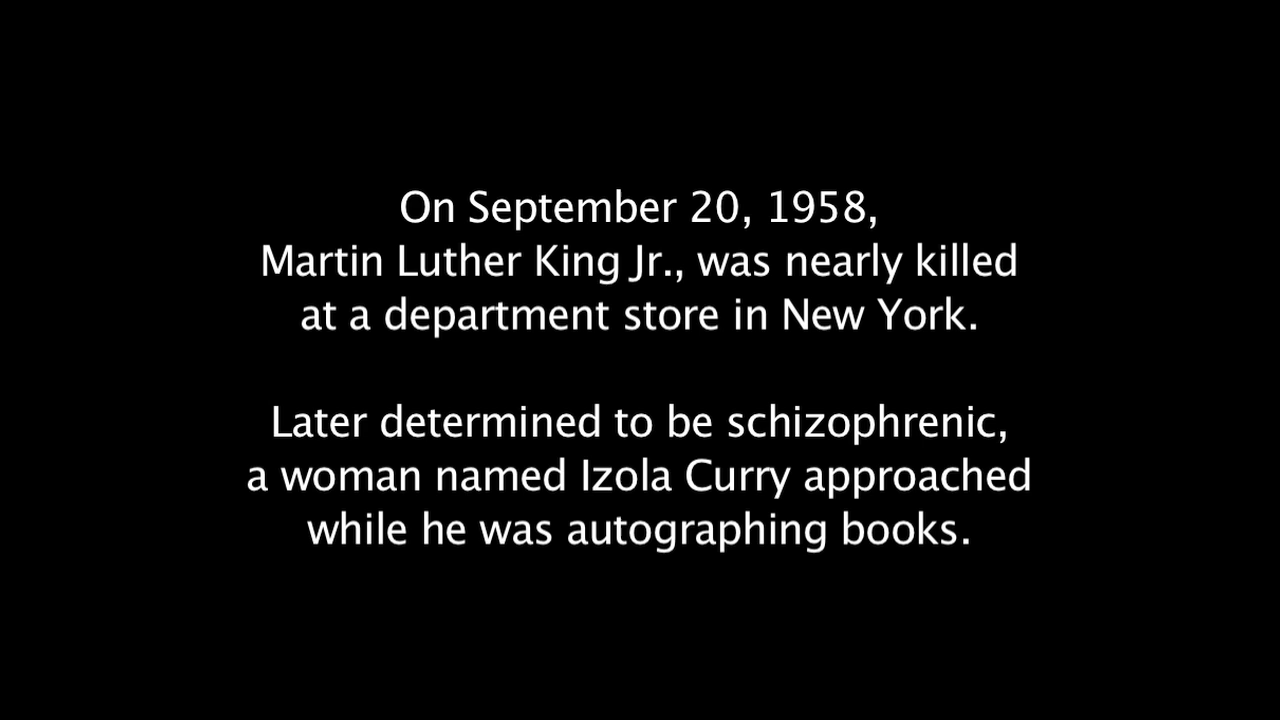 On September 20, 1958,
Martin Luther King Jr., was nearly killed
at a department store in New York.
Later determined to be schizophrenic,
a woman named Izola Curry approached
while he was autographing books.